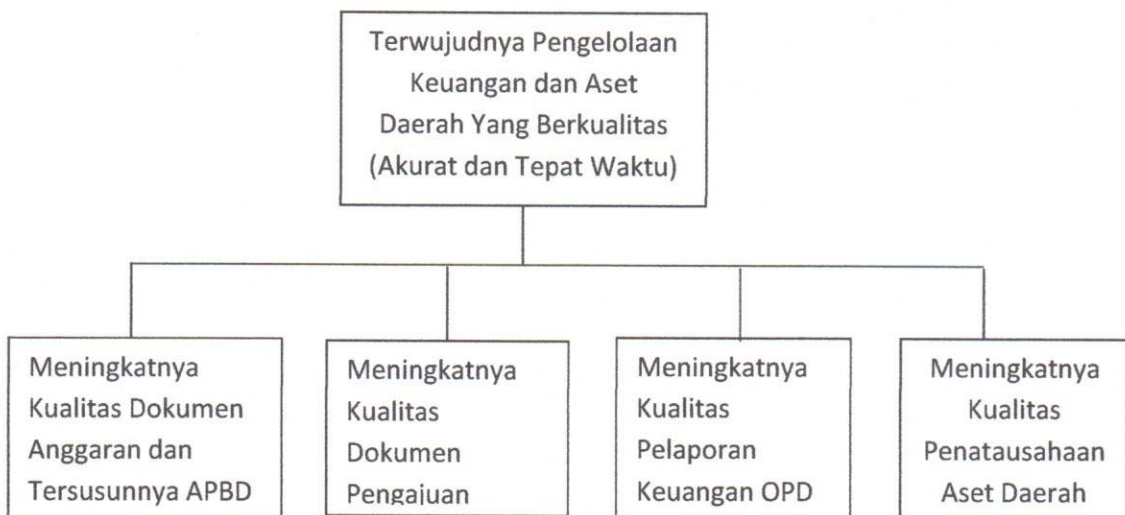 Terwujudnya Pengelolaan
Keuangan dan Aset
Daerah Yang Berkualitas
(Akurat dan Tepat Waktu)
Meningkatnya
Kualitas Dokumen
Anggaran dan
Tersusunnya APBD
Meningkatnya
Kualitas
Dokumen
Pengajuan
Meningkatnya
Kualitas
Pelaporan
Keuangan OPD
Meningkatnya
Kualitas
Penatausahaan
Aset Daerah